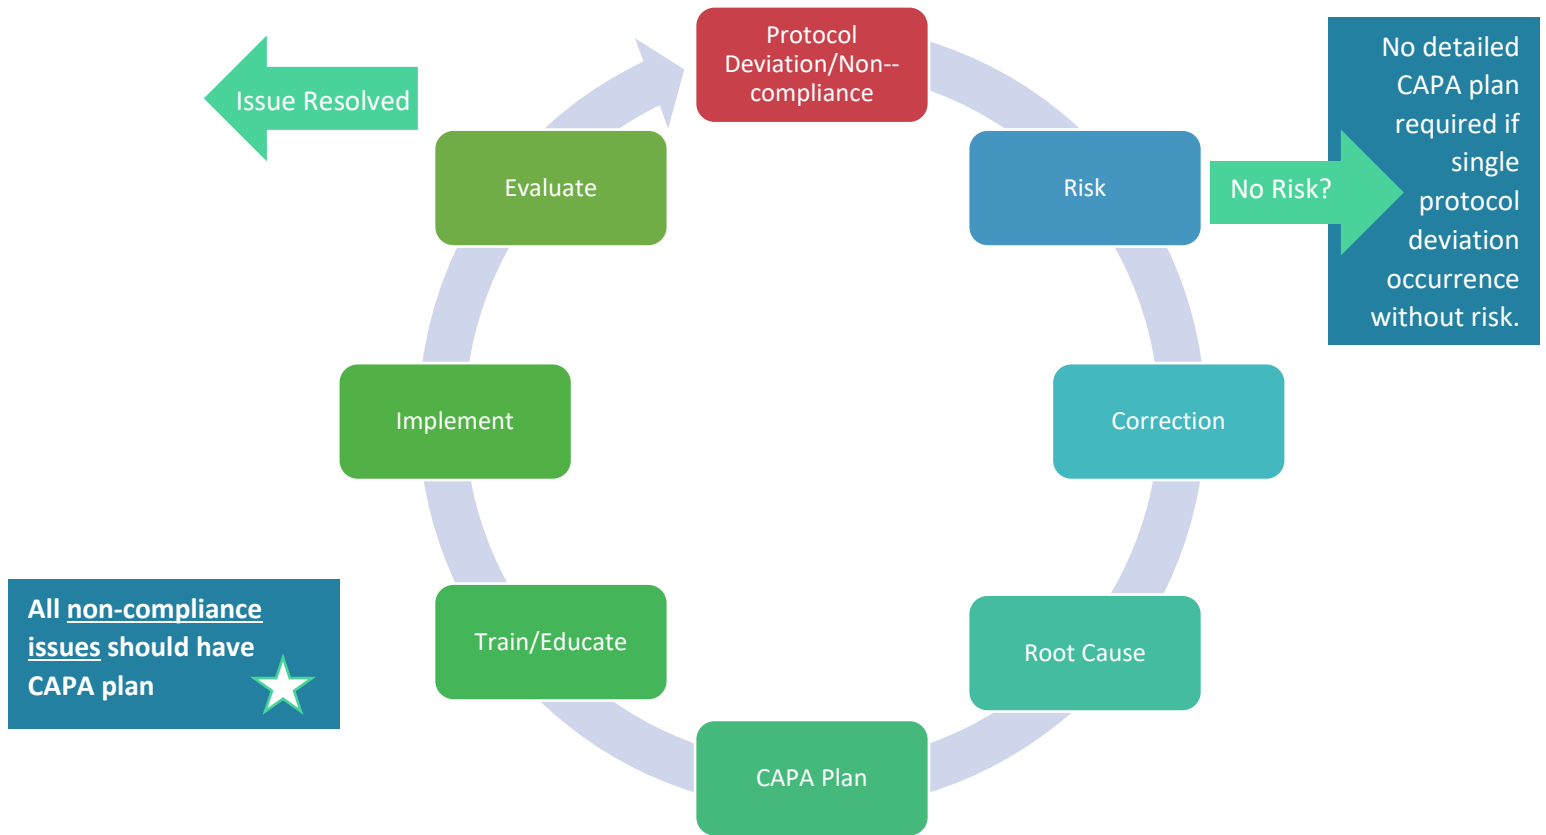 Protocol
Deviation/Non--
compliance
Risk
No Risk?
No detailed
CAPA plan
required if
single
protocol
deviation
occurrence
without risk.
Correction
Root Cause
CAPA Plan
Train/Educate
Implement
Evaluate
Issue Resolved
All non-compliance
issues should have
CAPA plan